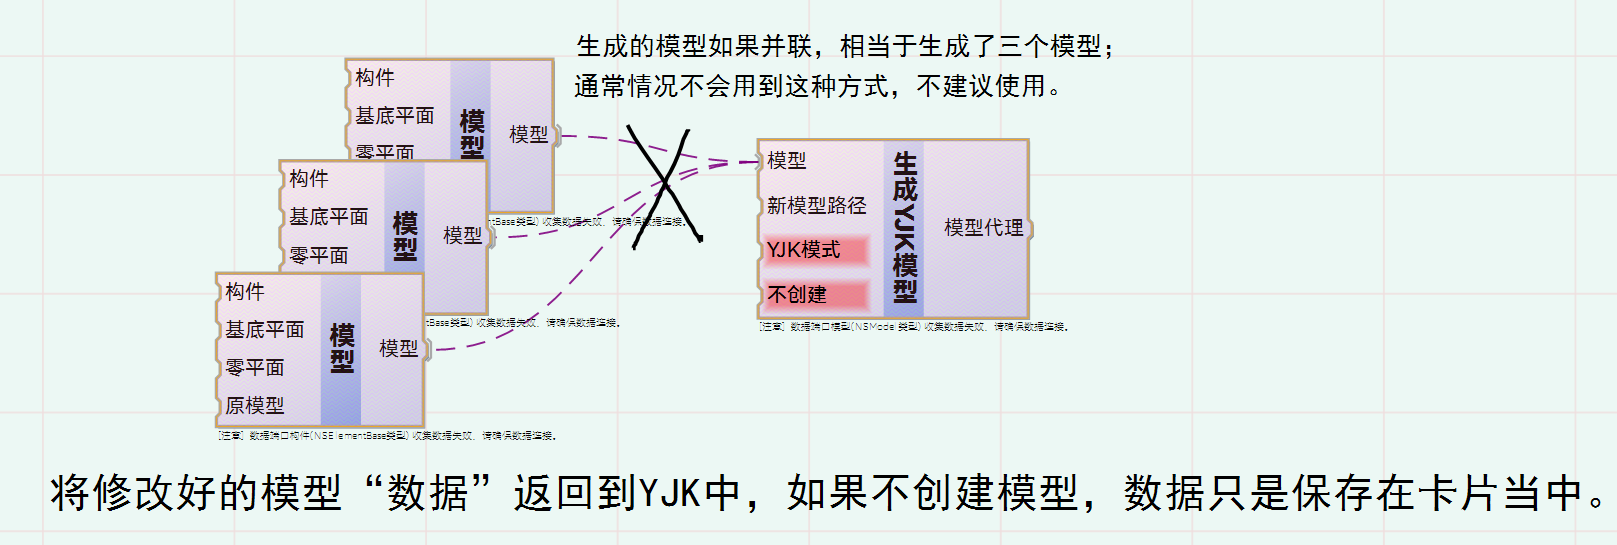 生成的模型如果并联，相当于生成了三个模型；
通常情况不会用到这种方式，不建议使用。
构件
基底平面
零平面
模型
模型
ntBase类型) 收集数据失败，请确保数据连接。
构件
基底平面
零平面
模型
模型
tBase类型) 收集数据失败，请确保数据连接。
构件
基底平面
零平面
原模型
模型
模型
[注意] 数据端口构件(NSElementBase类型) 收集数据失败，请确保数据连接。
模型
新模型路径
YJK模式
不创建
生成YJK模型
模型代理
[注意] 数据端口模型(NSModel类型) 收集数据失败，请确保数据连接。
将修改好的模型“数据”返回到YJK中，如果不创建模型，数据只是保存在卡片当中。